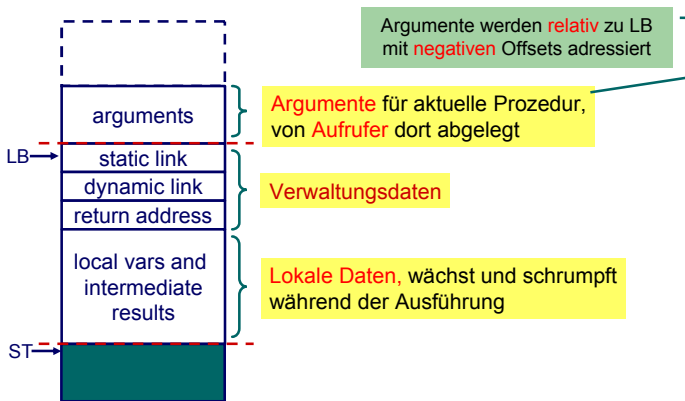 Argumente werden relativ zu LB
mit negativen Offsets adressiert
arguments
Argumente für aktuelle Prozedur,
von Aufrufer dort abgelegt
LB
static link
dynamic link
return address
Verwaltungsdaten
local vars and
intermediate
results
Lokale Daten, wächst und schrumpft
während der Ausführung
ST